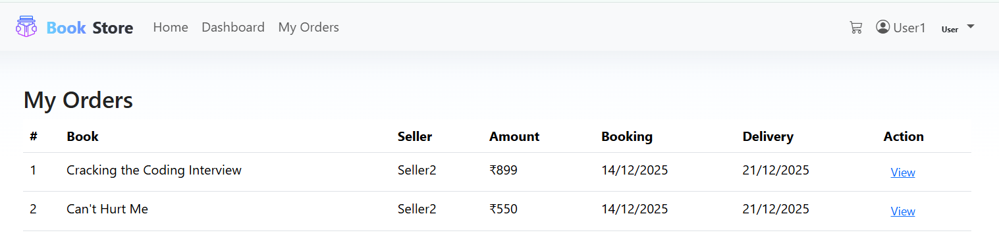 Book Store Home Dashboard My Orders User1 User
My Orders
# Book Seller Amount Booking Delivery Action
1 Cracking the Coding Interview Seller2 ₹899 14/12/2025 21/12/2025 View
2 Can't Hurt Me Seller2 ₹550 14/12/2025 21/12/2025 View